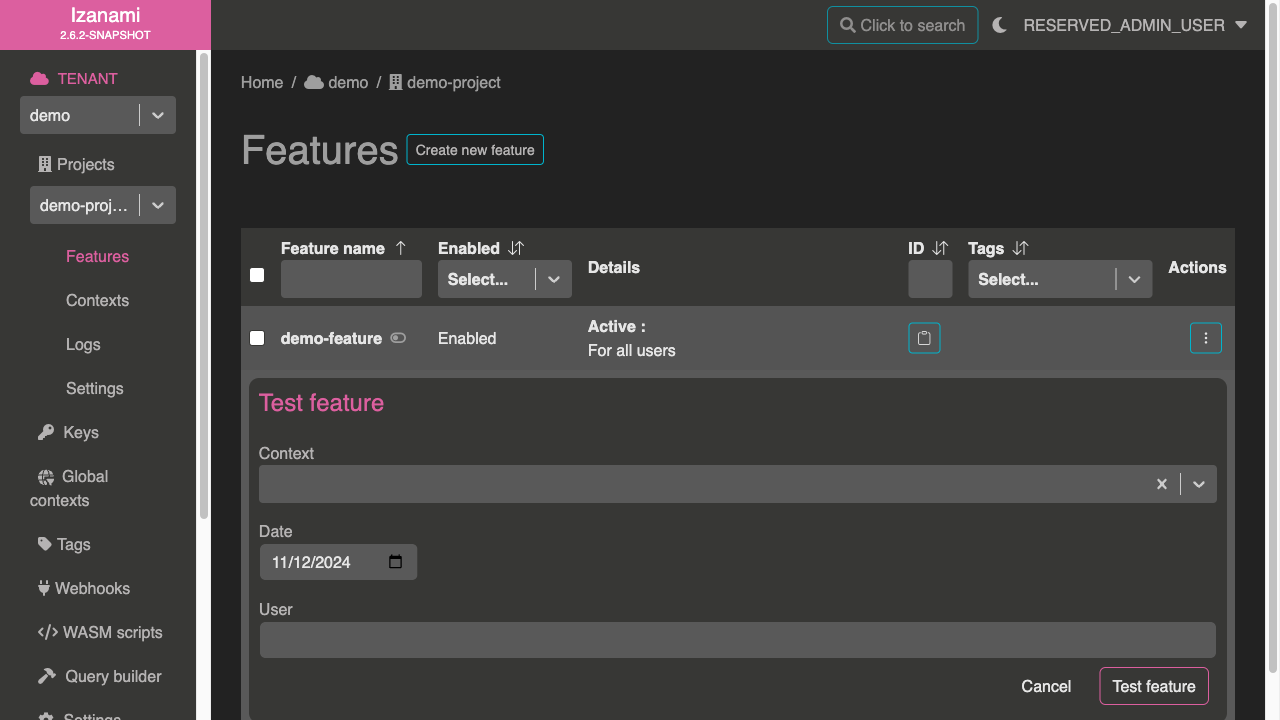 Izanami
2.6.2-SNAPSHOT
Click to search
RESERVED_ADMIN_USER
TENANT
demo
Projects
demo-proj...
Features
Contexts
Logs
Settings
Keys
Global
contexts
Tags
Webhooks
WASM scripts
Query builder
Settings
Home / demo / demo-project
Features
Create new feature
Feature name
Enabled
Select...
Details
ID
Tags
Select...
Actions
demo-feature
Enabled
Active :
For all users
Test feature
Context
Date
11/12/2024
User
Cancel
Test feature